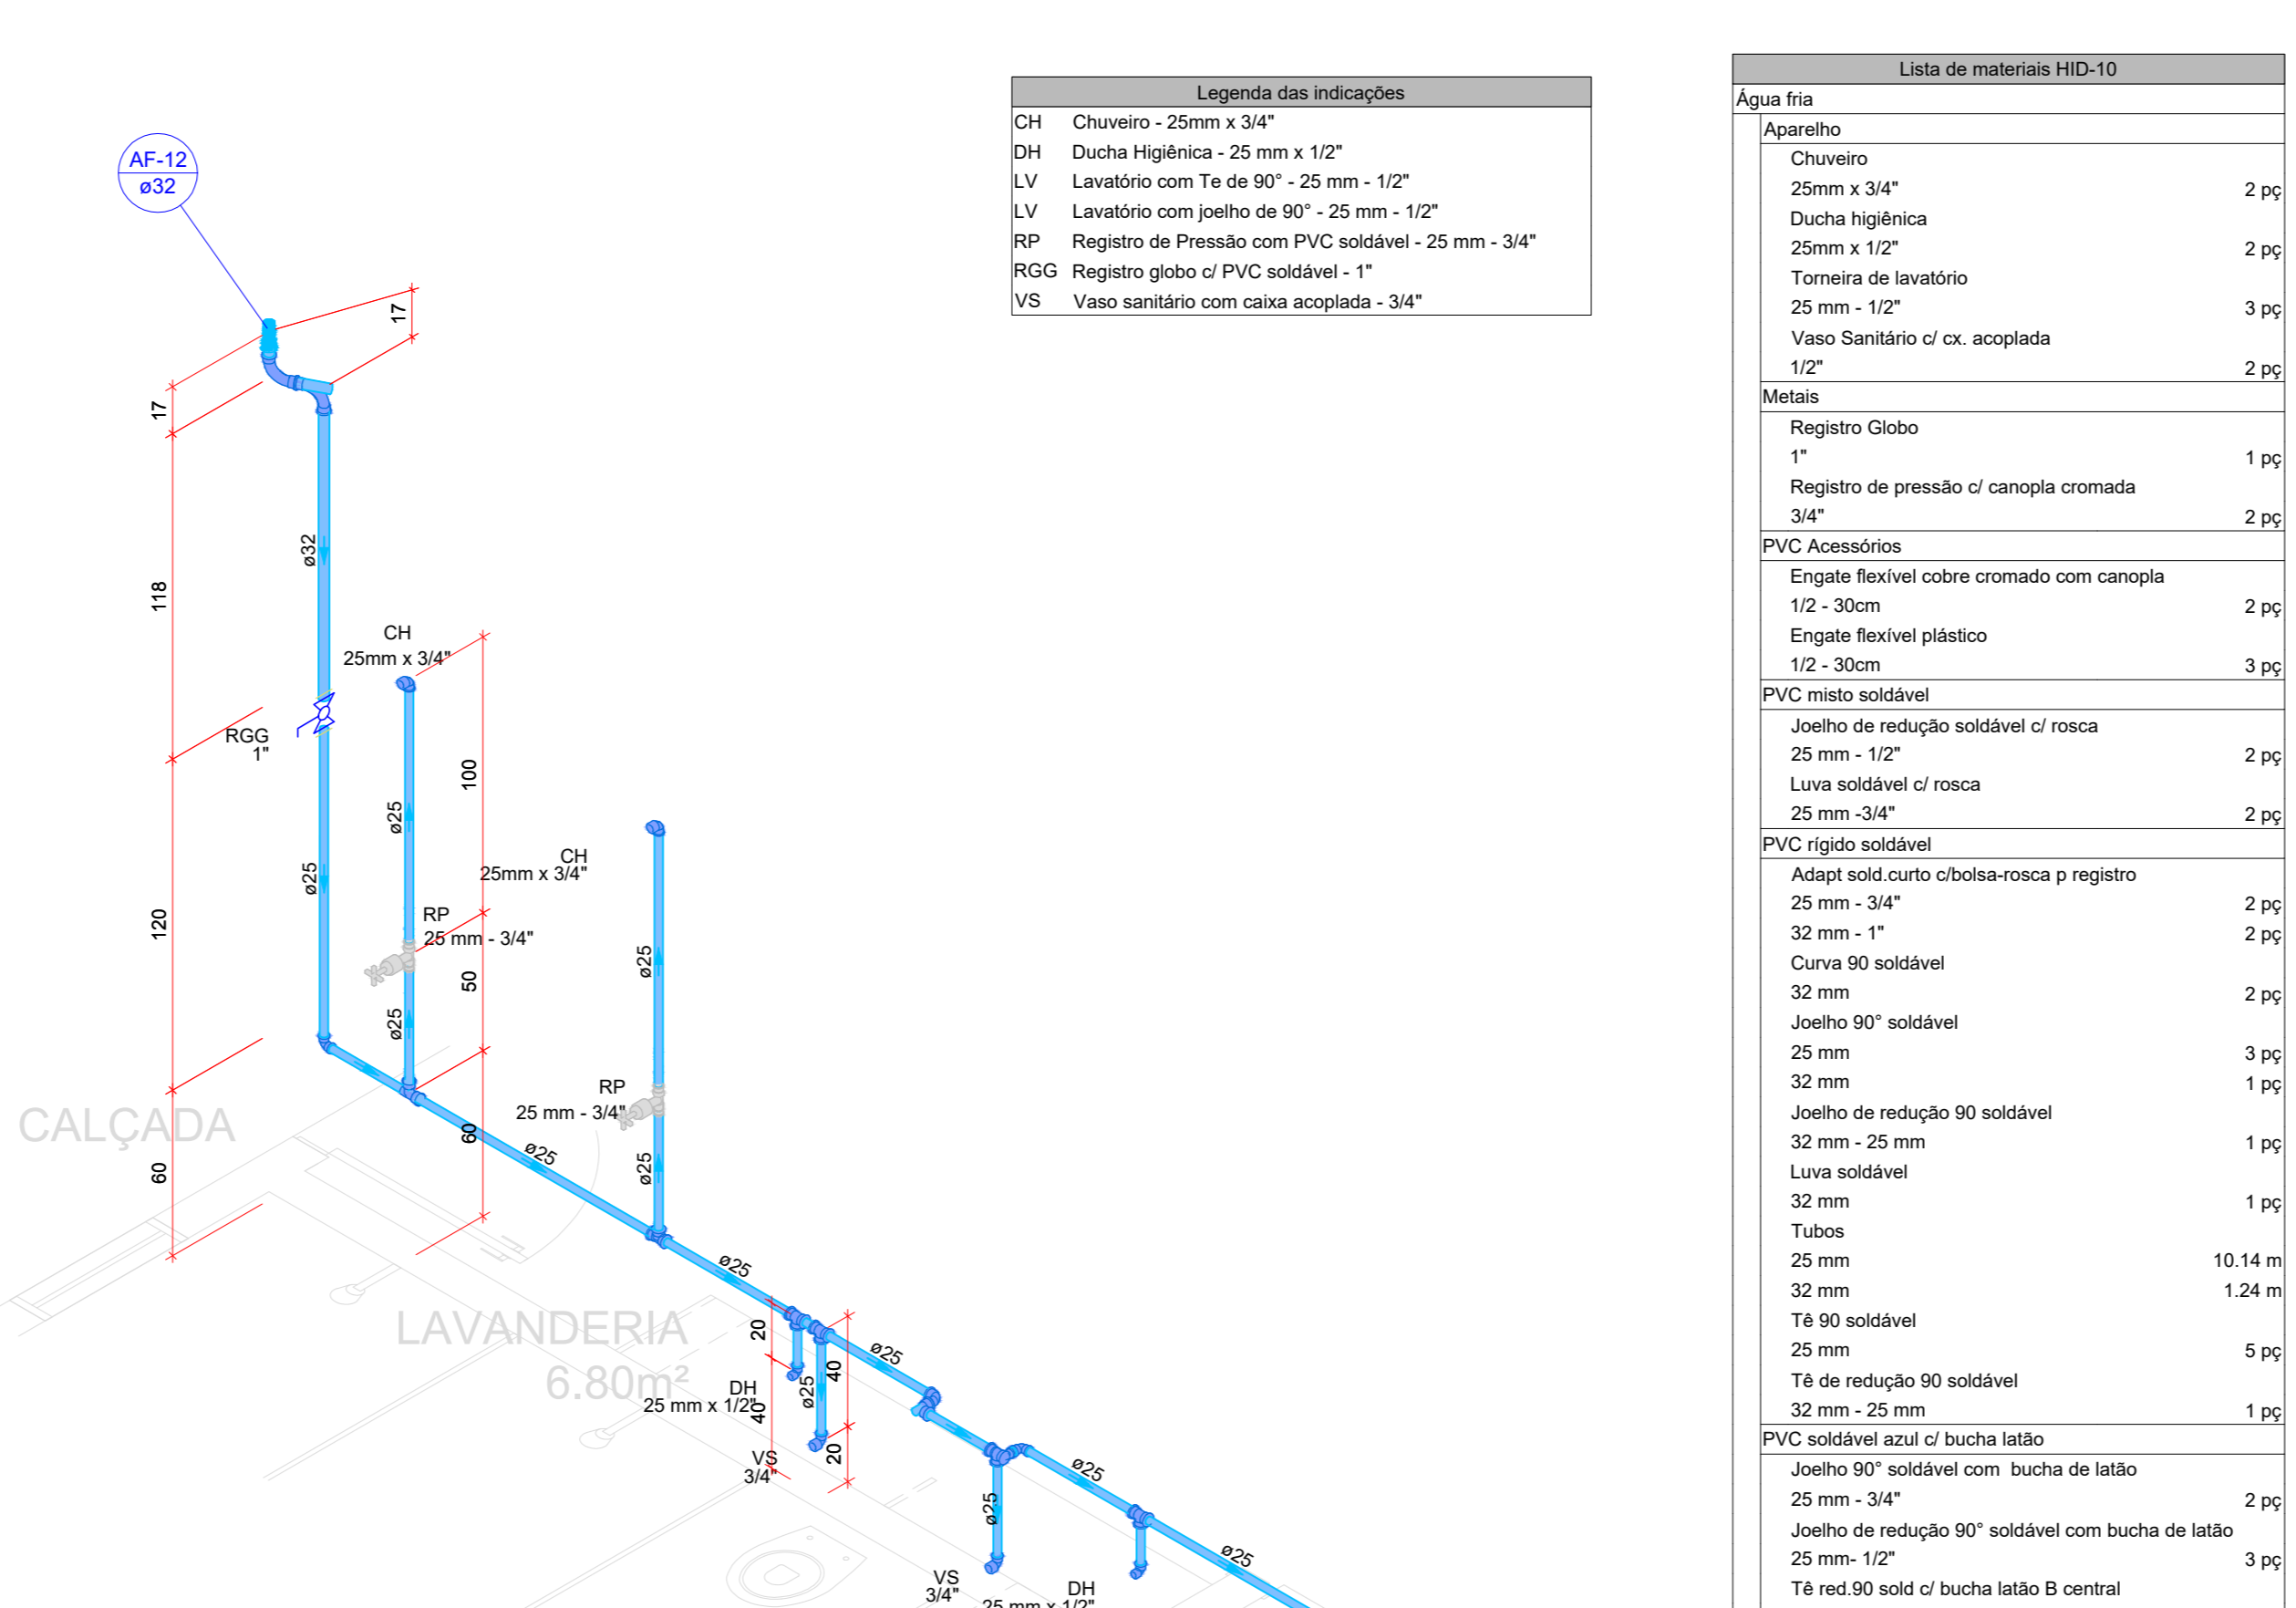 AF-12
ø32
17
17
ø32
118
CH
25mm x 3/4"
RGG
1"
100
ø25
ø25
CH
25mm x 3/4"
RP
25 mm - 3/4"
120
50
ø25
ø25
RP
25 mm - 3/4"
CALÇADA
60
60
ø25
ø25
ø25
LAVANDERIA
6.80m²
20
40
ø25
ø25
DH
25 mm x 1/2"
40
20
VS
3/4"
ø25
ø25
ø25
VS
3/4"
DH
25 mm x 1/2"
Legenda das indicações
CH Chuveiro - 25mm x 3/4"
DH Ducha Higiênica - 25 mm x 1/2"
LV Lavatório com Te de 90° - 25 mm - 1/2"
LV Lavatório com joelho de 90° - 25 mm - 1/2"
RP Registro de Pressão com PVC soldável - 25 mm - 3/4"
RGG Registro globo c/ PVC soldável - 1"
VS Vaso sanitário com caixa acoplada - 3/4"
Lista de materiais HID-10
Água fria
Aparelho
Chuveiro
25mm x 3/4" 2 pç
Ducha higiênica
25mm x 1/2" 2 pç
Torneira de lavatório
25 mm - 1/2" 3 pç
Vaso Sanitário c/ cx. acoplada
1/2" 2 pç
Metais
Registro Globo
1" 1 pç
Registro de pressão c/ canopla cromada
3/4" 2 pç
PVC Acessórios
Engate flexível cobre cromado com canopla
1/2 - 30cm 2 pç
Engate flexível plástico
1/2 - 30cm 3 pç
PVC misto soldável
Joelho de redução soldável c/ rosca
25 mm - 1/2" 2 pç
Luva soldável c/ rosca
25 mm -3/4" 2 pç
PVC rígido soldável
Adapt sold.curto c/bolsa-rosca p registro
25 mm - 3/4" 2 pç
32 mm - 1" 2 pç
Curva 90 soldável
32 mm 2 pç
Joelho 90° soldável
25 mm 3 pç
32 mm 1 pç
Joelho de redução 90 soldável
32 mm - 25 mm 1 pç
Luva soldável
32 mm 1 pç
Tubos
25 mm 10.14 m
32 mm 1.24 m
Tê 90 soldável
25 mm 5 pç
Tê de redução 90 soldável
32 mm - 25 mm 1 pç
PVC soldável azul c/ bucha latão
Joelho 90° soldável com bucha de latão
25 mm - 3/4" 2 pç
Joelho de redução 90° soldável com bucha de latão
25 mm- 1/2" 3 pç
Tê red.90 sold c/ bucha latão B central